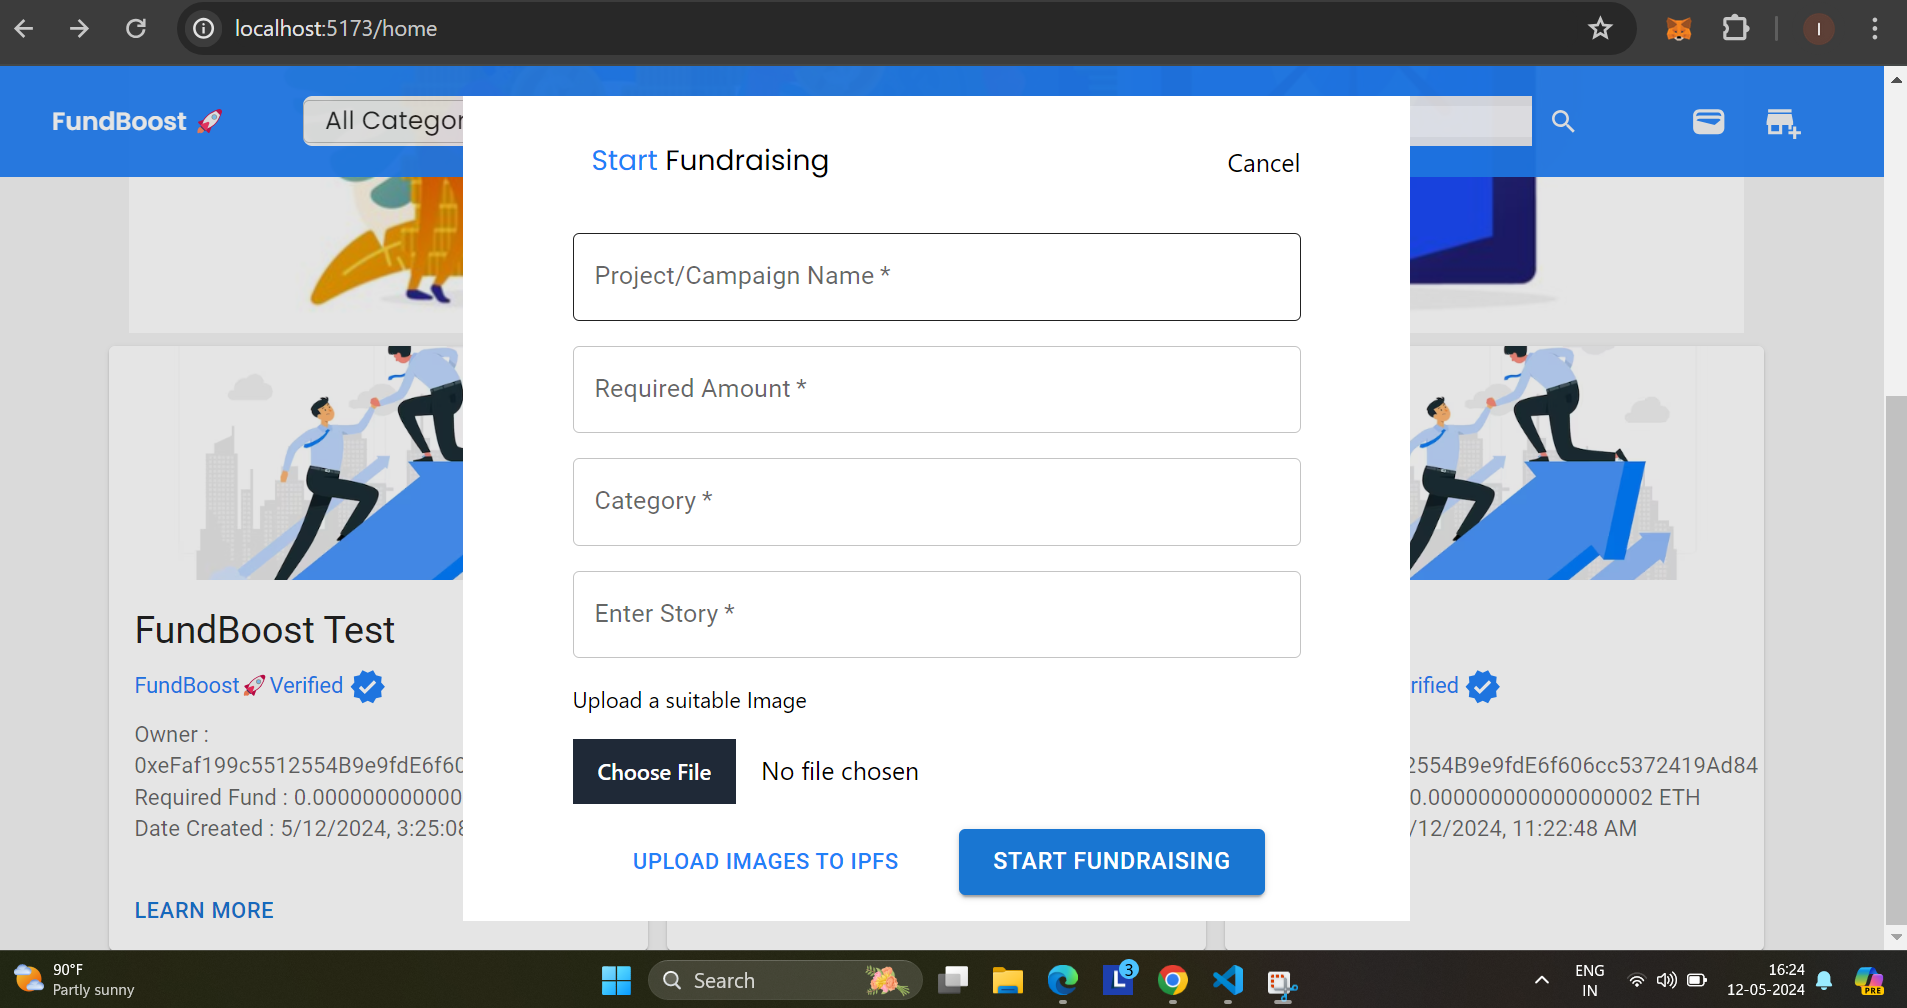 localhost:5173/home
I
FundBoost 🚀
All Categor
Start Fundraising
Cancel
Project/Campaign Name *
Required Amount *
Category *
Enter Story *
Upload a suitable Image
Choose File No file chosen
UPLOAD IMAGES TO IPFS
START FUNDRAISING
FundBoost Test
FundBoost🚀Verified
Owner :
0xeFaf199c5512554B9e9fdE6f60
Required Fund : 0.000000000000
Date Created : 5/12/2024, 3:25:08
LEARN MORE
rified
2554B9e9fdE6f606cc5372419Ad84
0.000000000000000002 ETH
/12/2024, 11:22:48 AM
90°F
Partly sunny
Search
L
3
ENG
IN
16:24
12-05-2024
PRE